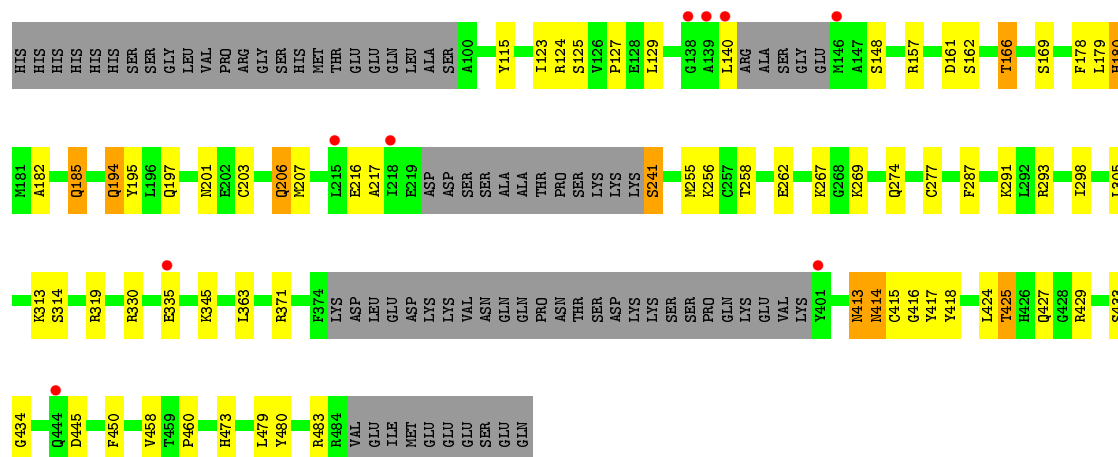 HIS HIS HIS HIS HIS HIS SER SER GLY LEU VAL PRO ARG GLY SER HIS MET THR GLU GLU GLN LEU ALA SER A100 Y115 I123 R124 S125 V126 P127 E128 L129 G138 A139 L140 ARG ALA SER GLY GLU M146 A147 S148 R157 D161 S162 T166 S169 F178 L179 H180
M181 A182 Q185 Q194 Y195 L196 Q197 N201 E202 C203 Q206 M207 L215 E216 A217 I218 E219 ASP ASP SER SER ALA ALA THR PRO SER LYS LYS LYS S241 M255 K256 C257 T258 E262 K267 G268 K269 Q274 C277 F287 K291 L292 R293 I298
K313 S314 R319 R330 E335 K345 L363 R371 F374 LYS ASP LEU GLU ASP LYS LYS VAL ASN GLN GLN PRO ASN THR SER ASP LYS LYS SER SER PRO GLN LYS GLU VAL LYS Y401 N413 N414 C415 G416 Y417 Y418 L424 T425 H426 Q427 G428 R429
G434 Q444 D445 F450 V458 T459 P460 H473 L479 Y480 R483 R484 VAL GLU ILE MET GLU GLU GLU SER GLU GLN